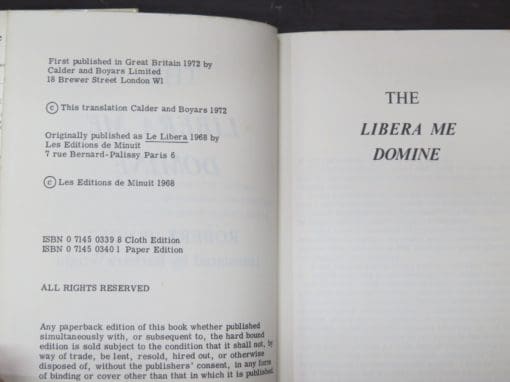 First published in Great Britain 1972 by
Calder and Boyars Limited
18 Brewer Street London W1
© This translation Calder and Boyars 1972
Originally published as Le Libera 1968 by
Les Editions de Minuit
7 rue Bernard-Palissy Paris 6
© Les Editions de Minuit 1968
ISBN 0 7145 0339 8 Cloth Edition
ISBN 0 7145 0340 1 Paper Edition
ALL RIGHTS RESERVED
Any paperback edition of this book whether published
simultaneously with, or subsequent to, the hard bound
edition is sold subject to the condition that it shall not, by
way of trade, be lent, resold, hired out, or otherwise
disposed of, without the publishers' consent, in any form
of binding or cover other than that in which it is published.
THE
LIBERA ME
DOMINE